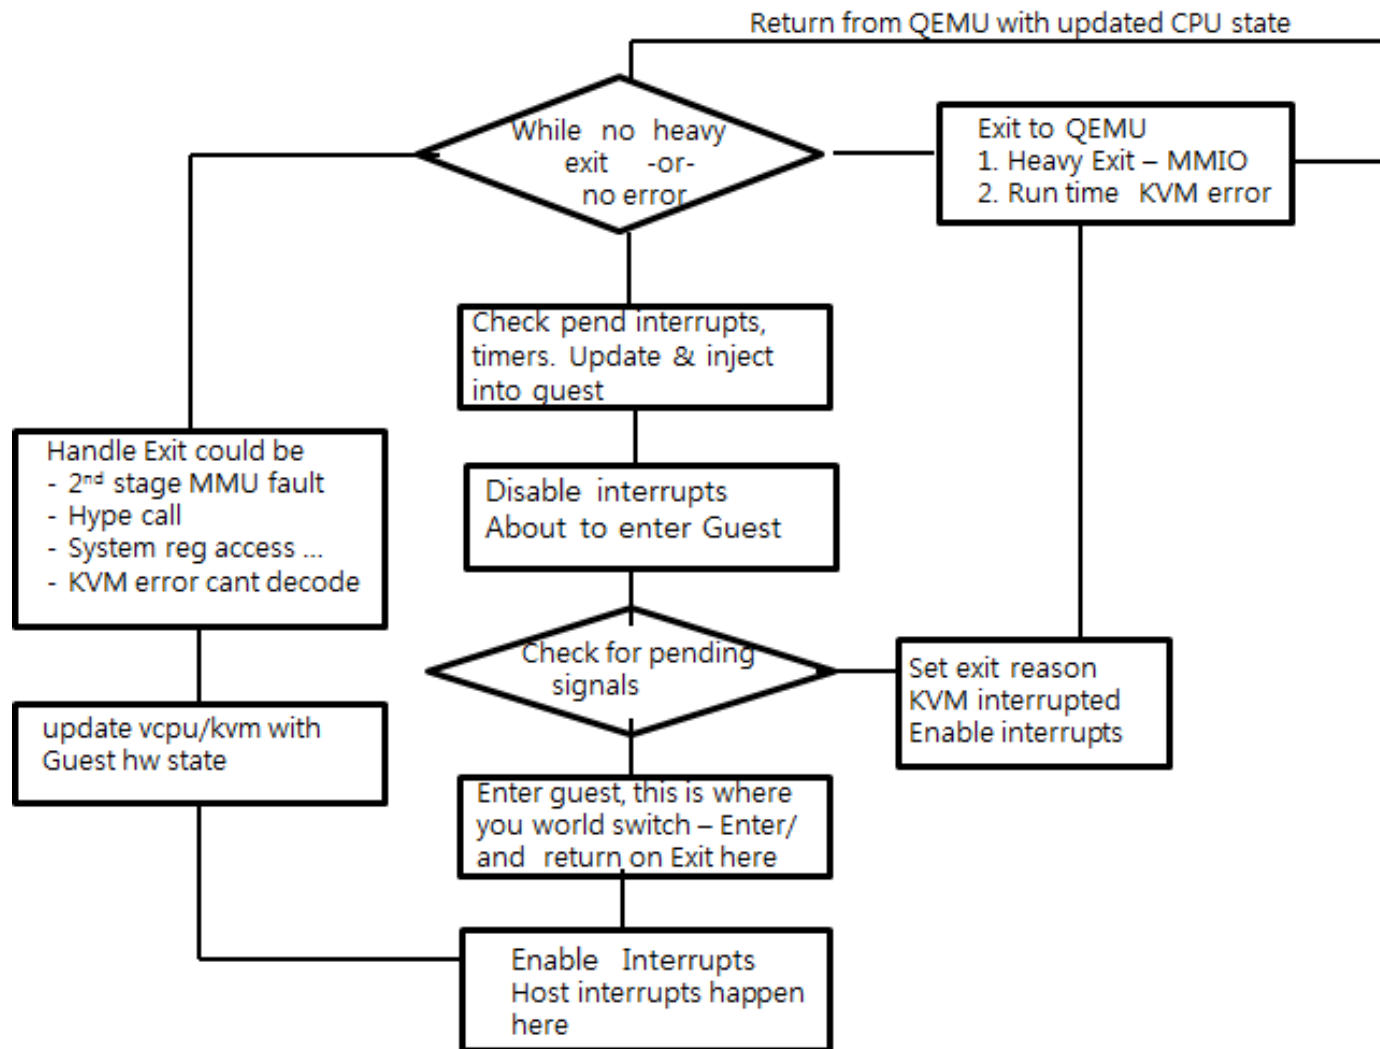 Return from QEMU with updated CPU state
While no heavy
exit -or-
no error
Exit to QEMU
1. Heavy Exit – MMIO
2. Run time KVM error
Check pend interrupts,
timers. Update & inject
into guest
Handle Exit could be
- 2nd stage MMU fault
- Hype call
- System reg access ...
- KVM error cant decode
Disable interrupts
About to enter Guest
Check for pending
signals
Set exit reason
KVM interrupted
Enable interrupts
update vcpu/kvm with
Guest hw state
Enter guest, this is where
you world switch – Enter/
and return on Exit here
Enable Interrupts
Host interrupts happen
here